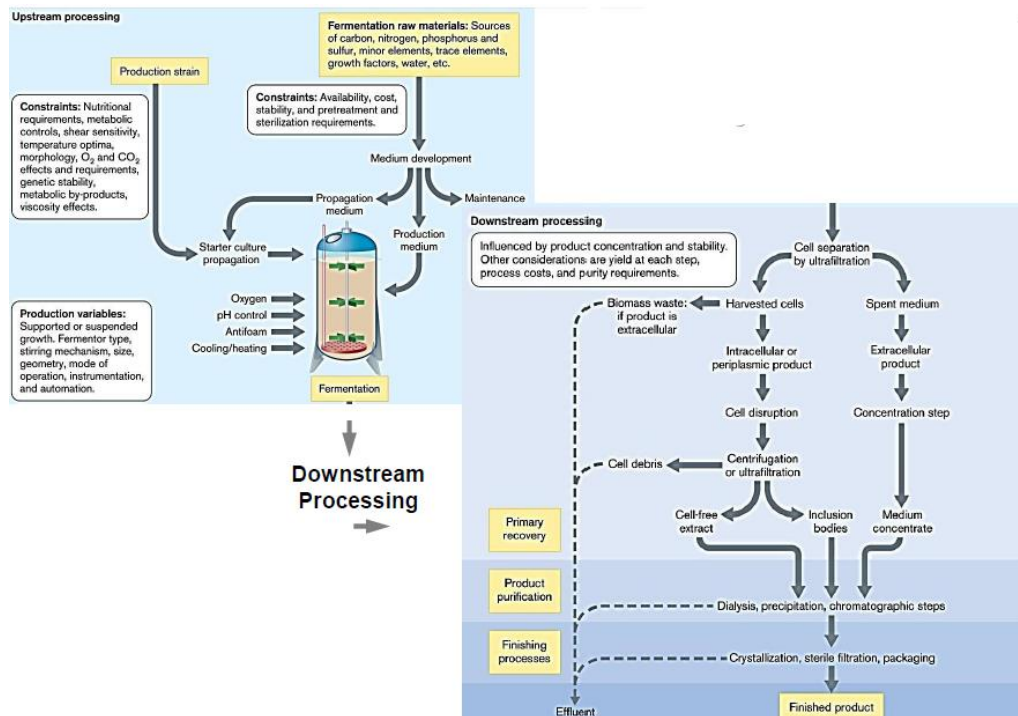 Upstream processing
Fermentation raw materials: Sources
of carbon, nitrogen, phosphorus and
sulfur, minor elements, trace elements,
growth factors, water, etc.
Production strain
Constraints: Nutritional
requirements, metabolic
controls, shear sensitivity,
temperature optima,
morphology, O₂ and CO₂
effects and requirements,
genetic stability,
metabolic by-products,
viscosity effects.
Constraints: Availability, cost,
stability, and pretreatment and
sterilization requirements.
Medium development
Propagation
medium
Maintenance
Production
medium
Starter culture
propagation
Oxygen
pH control
Antifoam
Cooling/heating
Production variables:
Supported or suspended
growth. Fermentor type,
stirring mechanism, size,
geometry, mode of
operation, instrumentation,
and automation.
Fermentation
Downstream
Processing
Downstream processing
Influenced by product concentration and stability.
Other considerations are yield at each step,
process costs, and purity requirements.
Cell separation
by ultrafiltration
Biomass waste:
if product is
extracellular
Harvested cells
Spent medium
Intracellular or
periplasmic product
Extracellular
product
Cell disruption
Concentration step
Cell debris
Centrifugation
or ultrafiltration
Primary
recovery
Cell-free
extract
Inclusion
bodies
Medium
concentrate
Product
purification
Dialysis, precipitation, chromatographic steps
Finishing
processes
Crystallization, sterile filtration, packaging
Effluent
Finished product